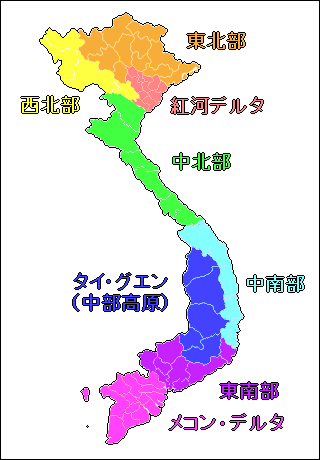 東北部
西北部
紅河デルタ
中北部
タイ・グエン
(中部高原)
中南部
東南部
メコン・デルタ